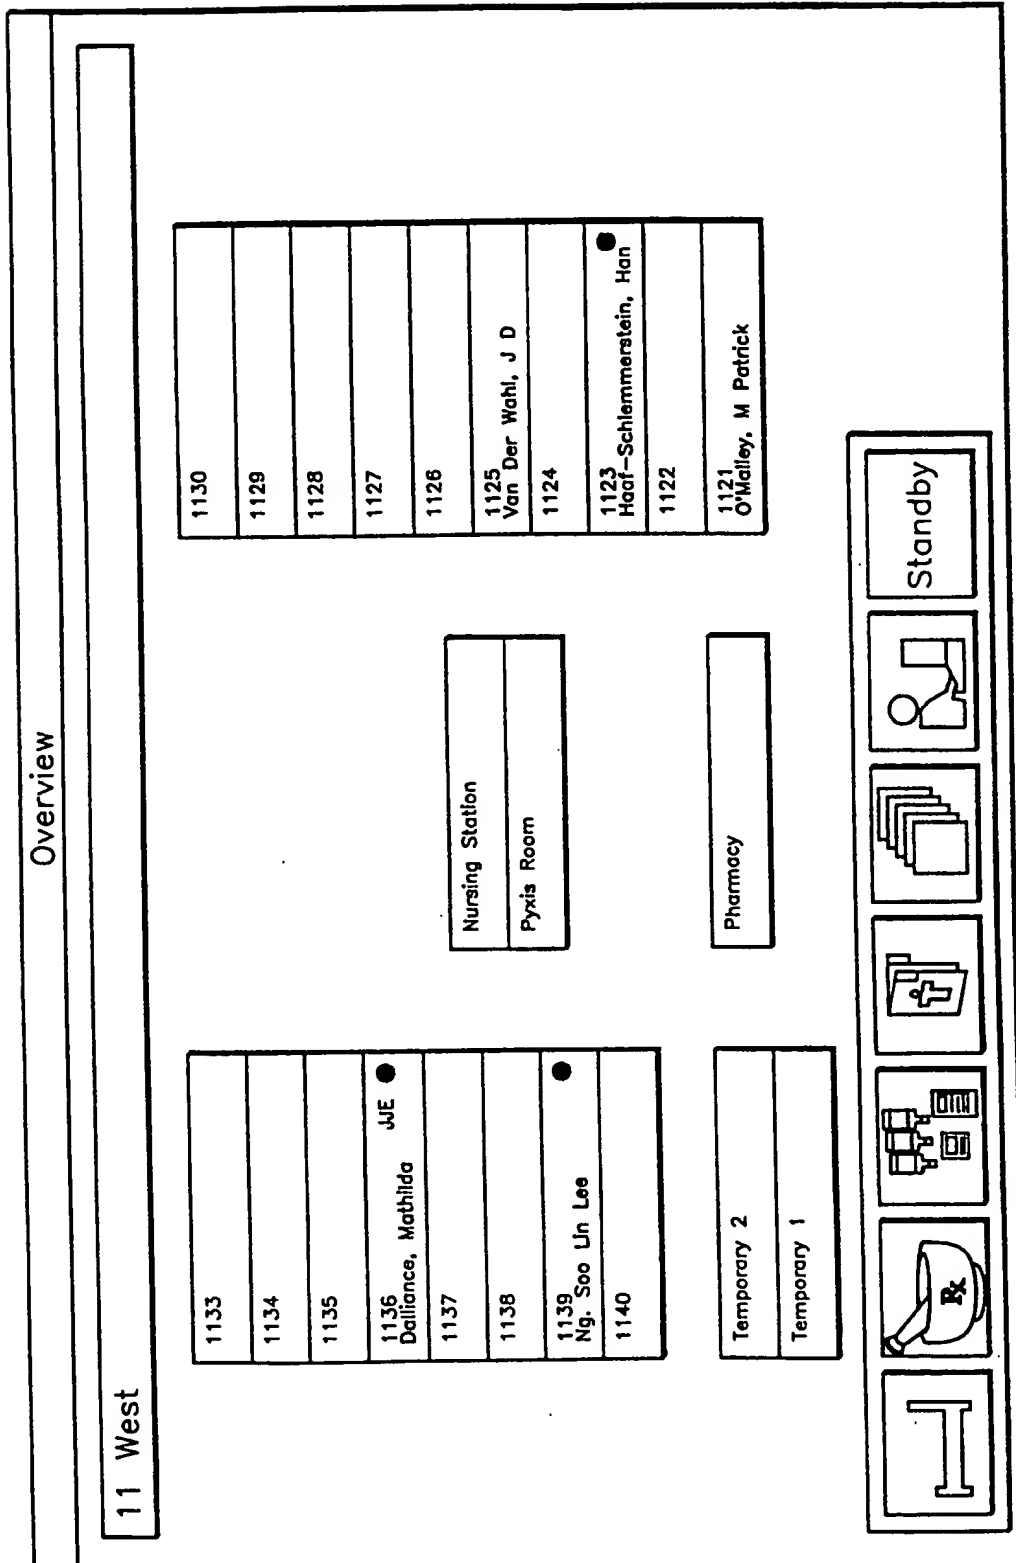 Overview
11 West
1133
1134
1135
1136
Dalliance, Mathilda JJE
1137
1138
1139
Ng. Soo Lin Lee
1140
Temporary 2
Temporary 1
Nursing Station
Pyxis Room
Pharmacy
1130
1129
1128
1127
1126
1125
Van Der Wahl, J D
1124
1123
Haaf-Schlemmerstein, Han
1122
1121
O'Malley, M Patrick
Rx
Standby